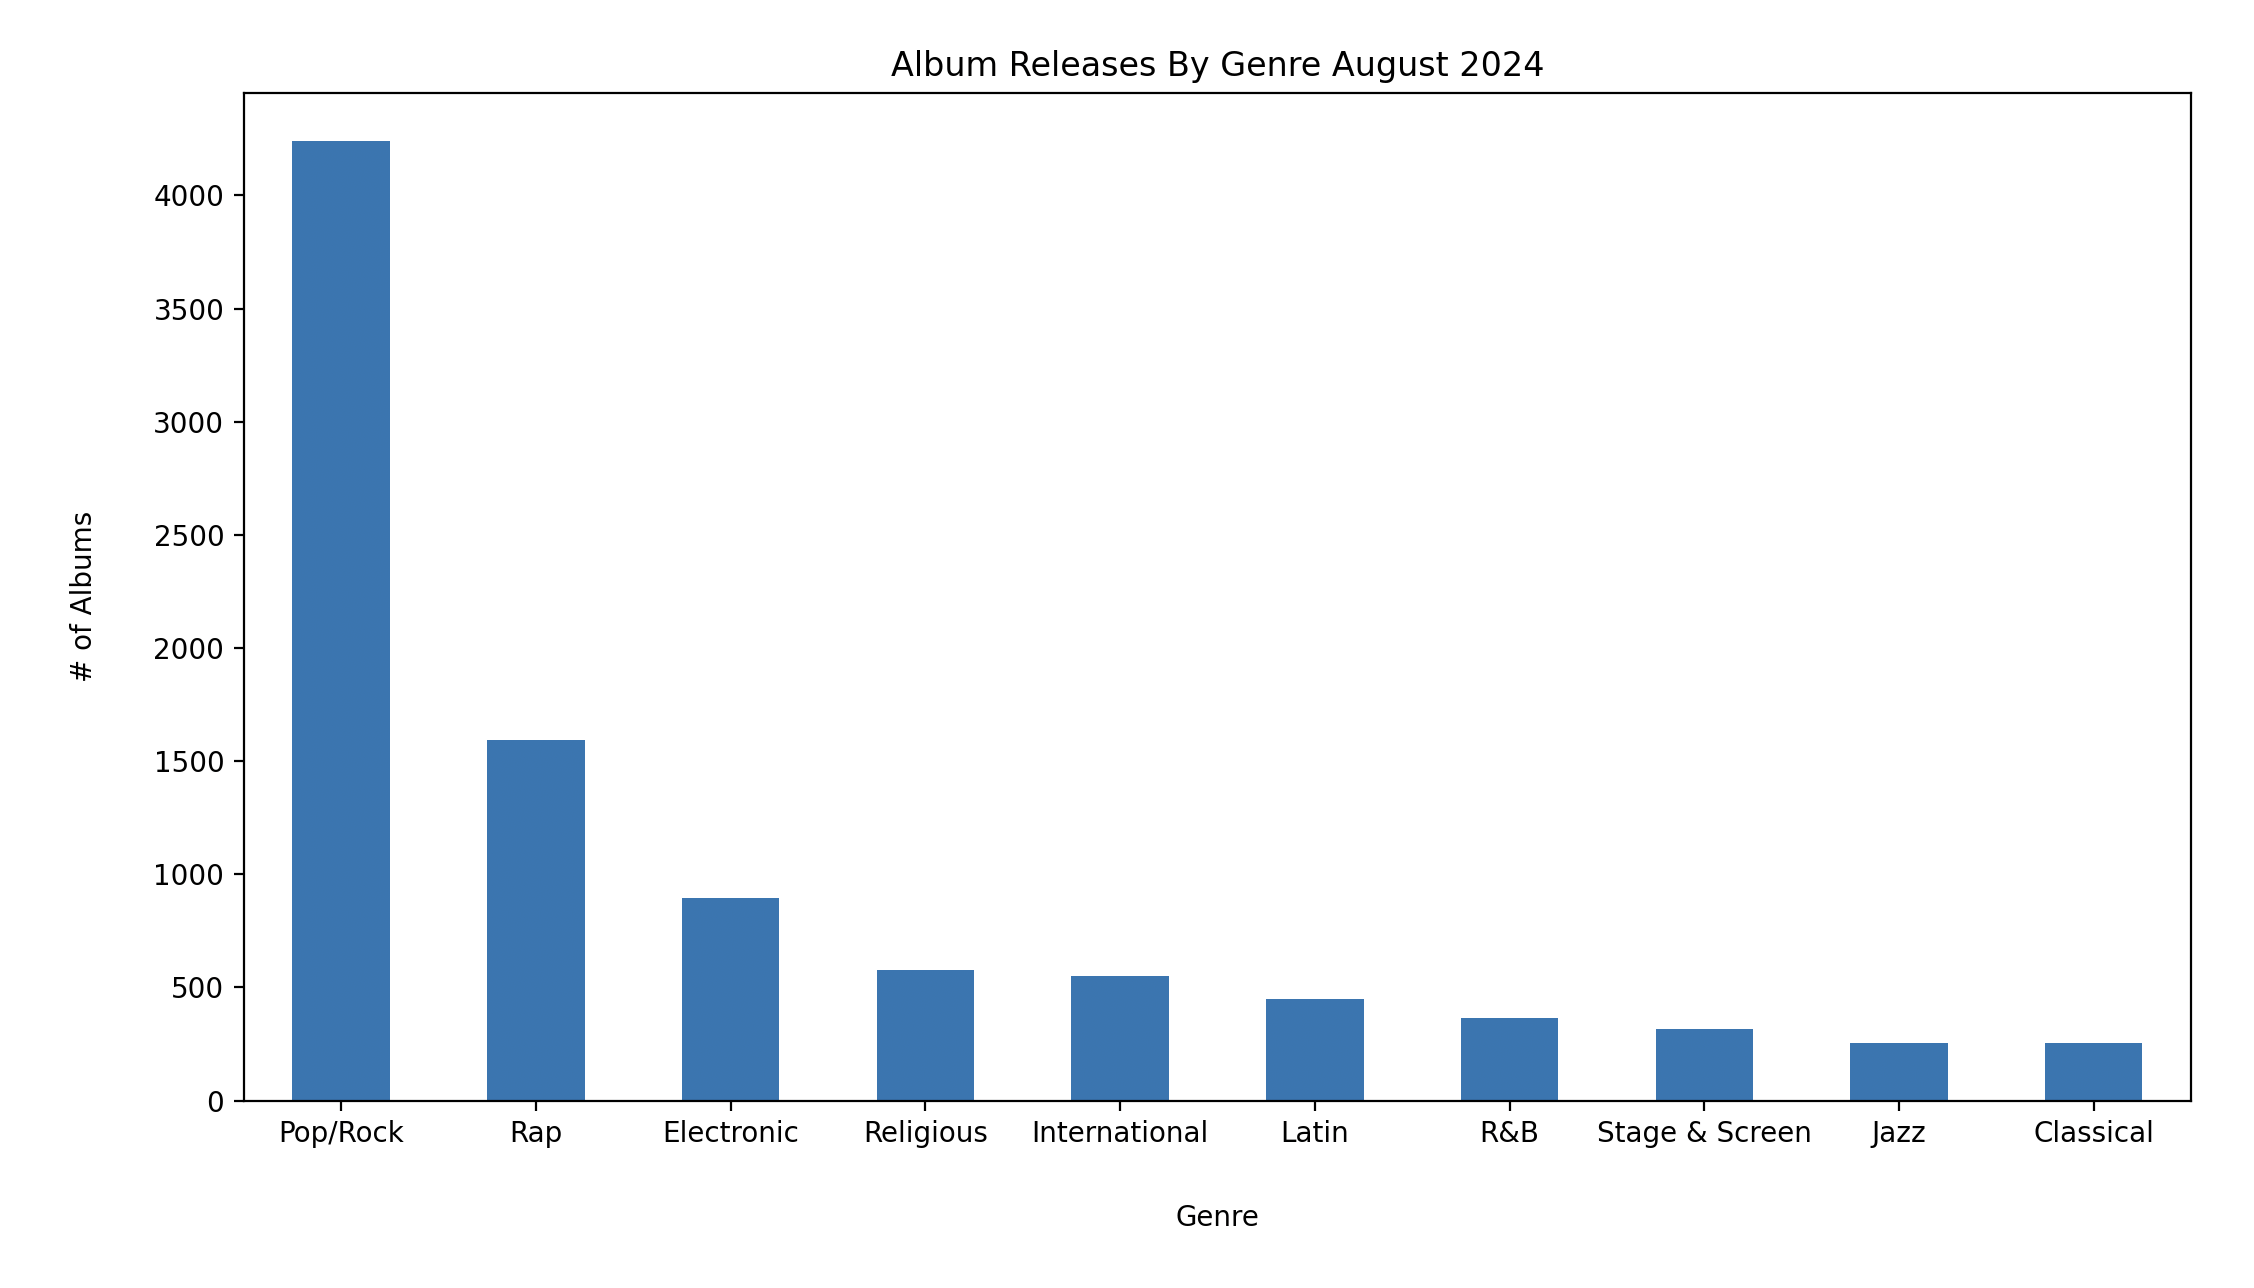 Album Releases By Genre August 2024
# of Albums
4000
3500
3000
2500
2000
1500
1000
500
0
Pop/Rock Rap Electronic Religious International Latin R&B Stage & Screen Jazz Classical
Genre